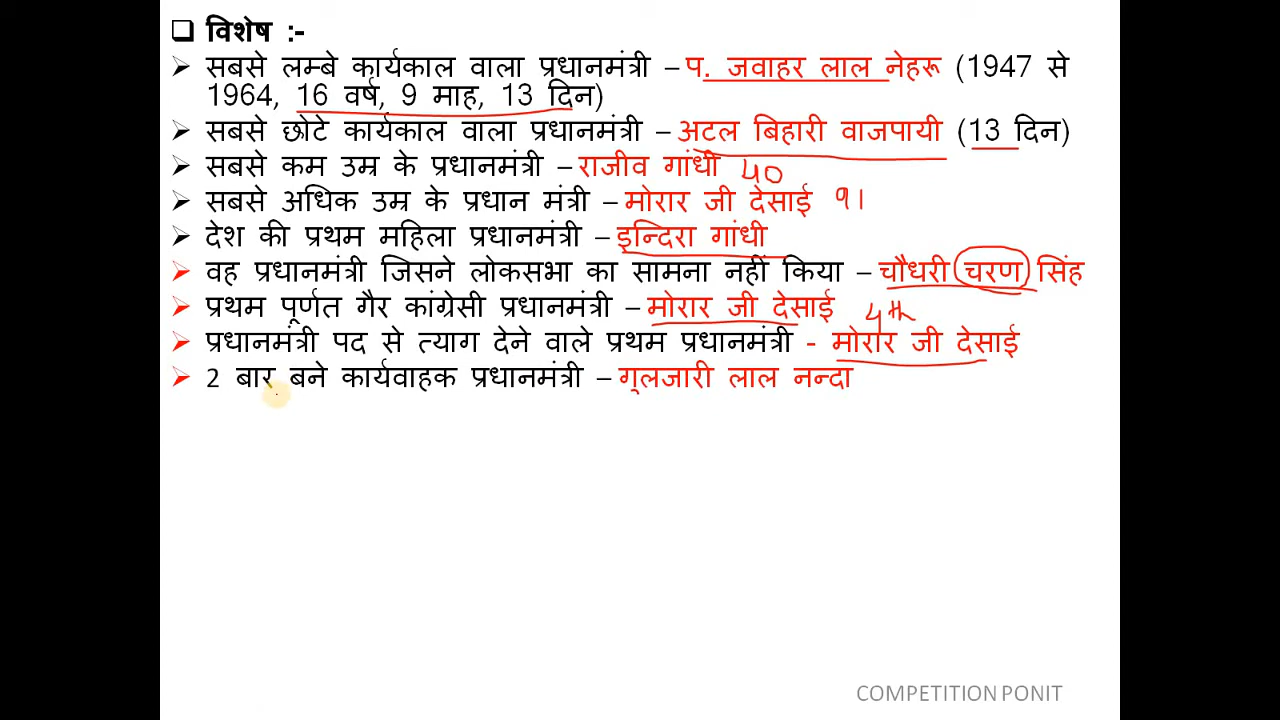 ❑ विशेष :-
➤ सबसे लम्बे कार्यकाल वाला प्रधानमंत्री – प. जवाहर लाल नेहरू (1947 से
1964, 16 वर्ष, 9 माह, 13 दिन)
➤ सबसे छोटे कार्यकाल वाला प्रधानमंत्री – अटल बिहारी वाजपायी (13 दिन)
➤ सबसे कम उम्र के प्रधानमंत्री – राजीव गांधी 40
➤ सबसे अधिक उम्र के प्रधान मंत्री – मोरार जी देसाई 91
➤ देश की प्रथम महिला प्रधानमंत्री – इन्दिरा गांधी
➤ वह प्रधानमंत्री जिसने लोकसभा का सामना नहीं किया – चौधरी चरण सिंह
➤ प्रथम पूर्णत गैर कांग्रेसी प्रधानमंत्री – मोरार जी देसाई 4th
➤ प्रधानमंत्री पद से त्याग देने वाले प्रथम प्रधानमंत्री - मोरार जी देसाई
➤ 2 बार बने कार्यवाहक प्रधानमंत्री – गुलजारी लाल नन्दा
COMPETITION PONIT